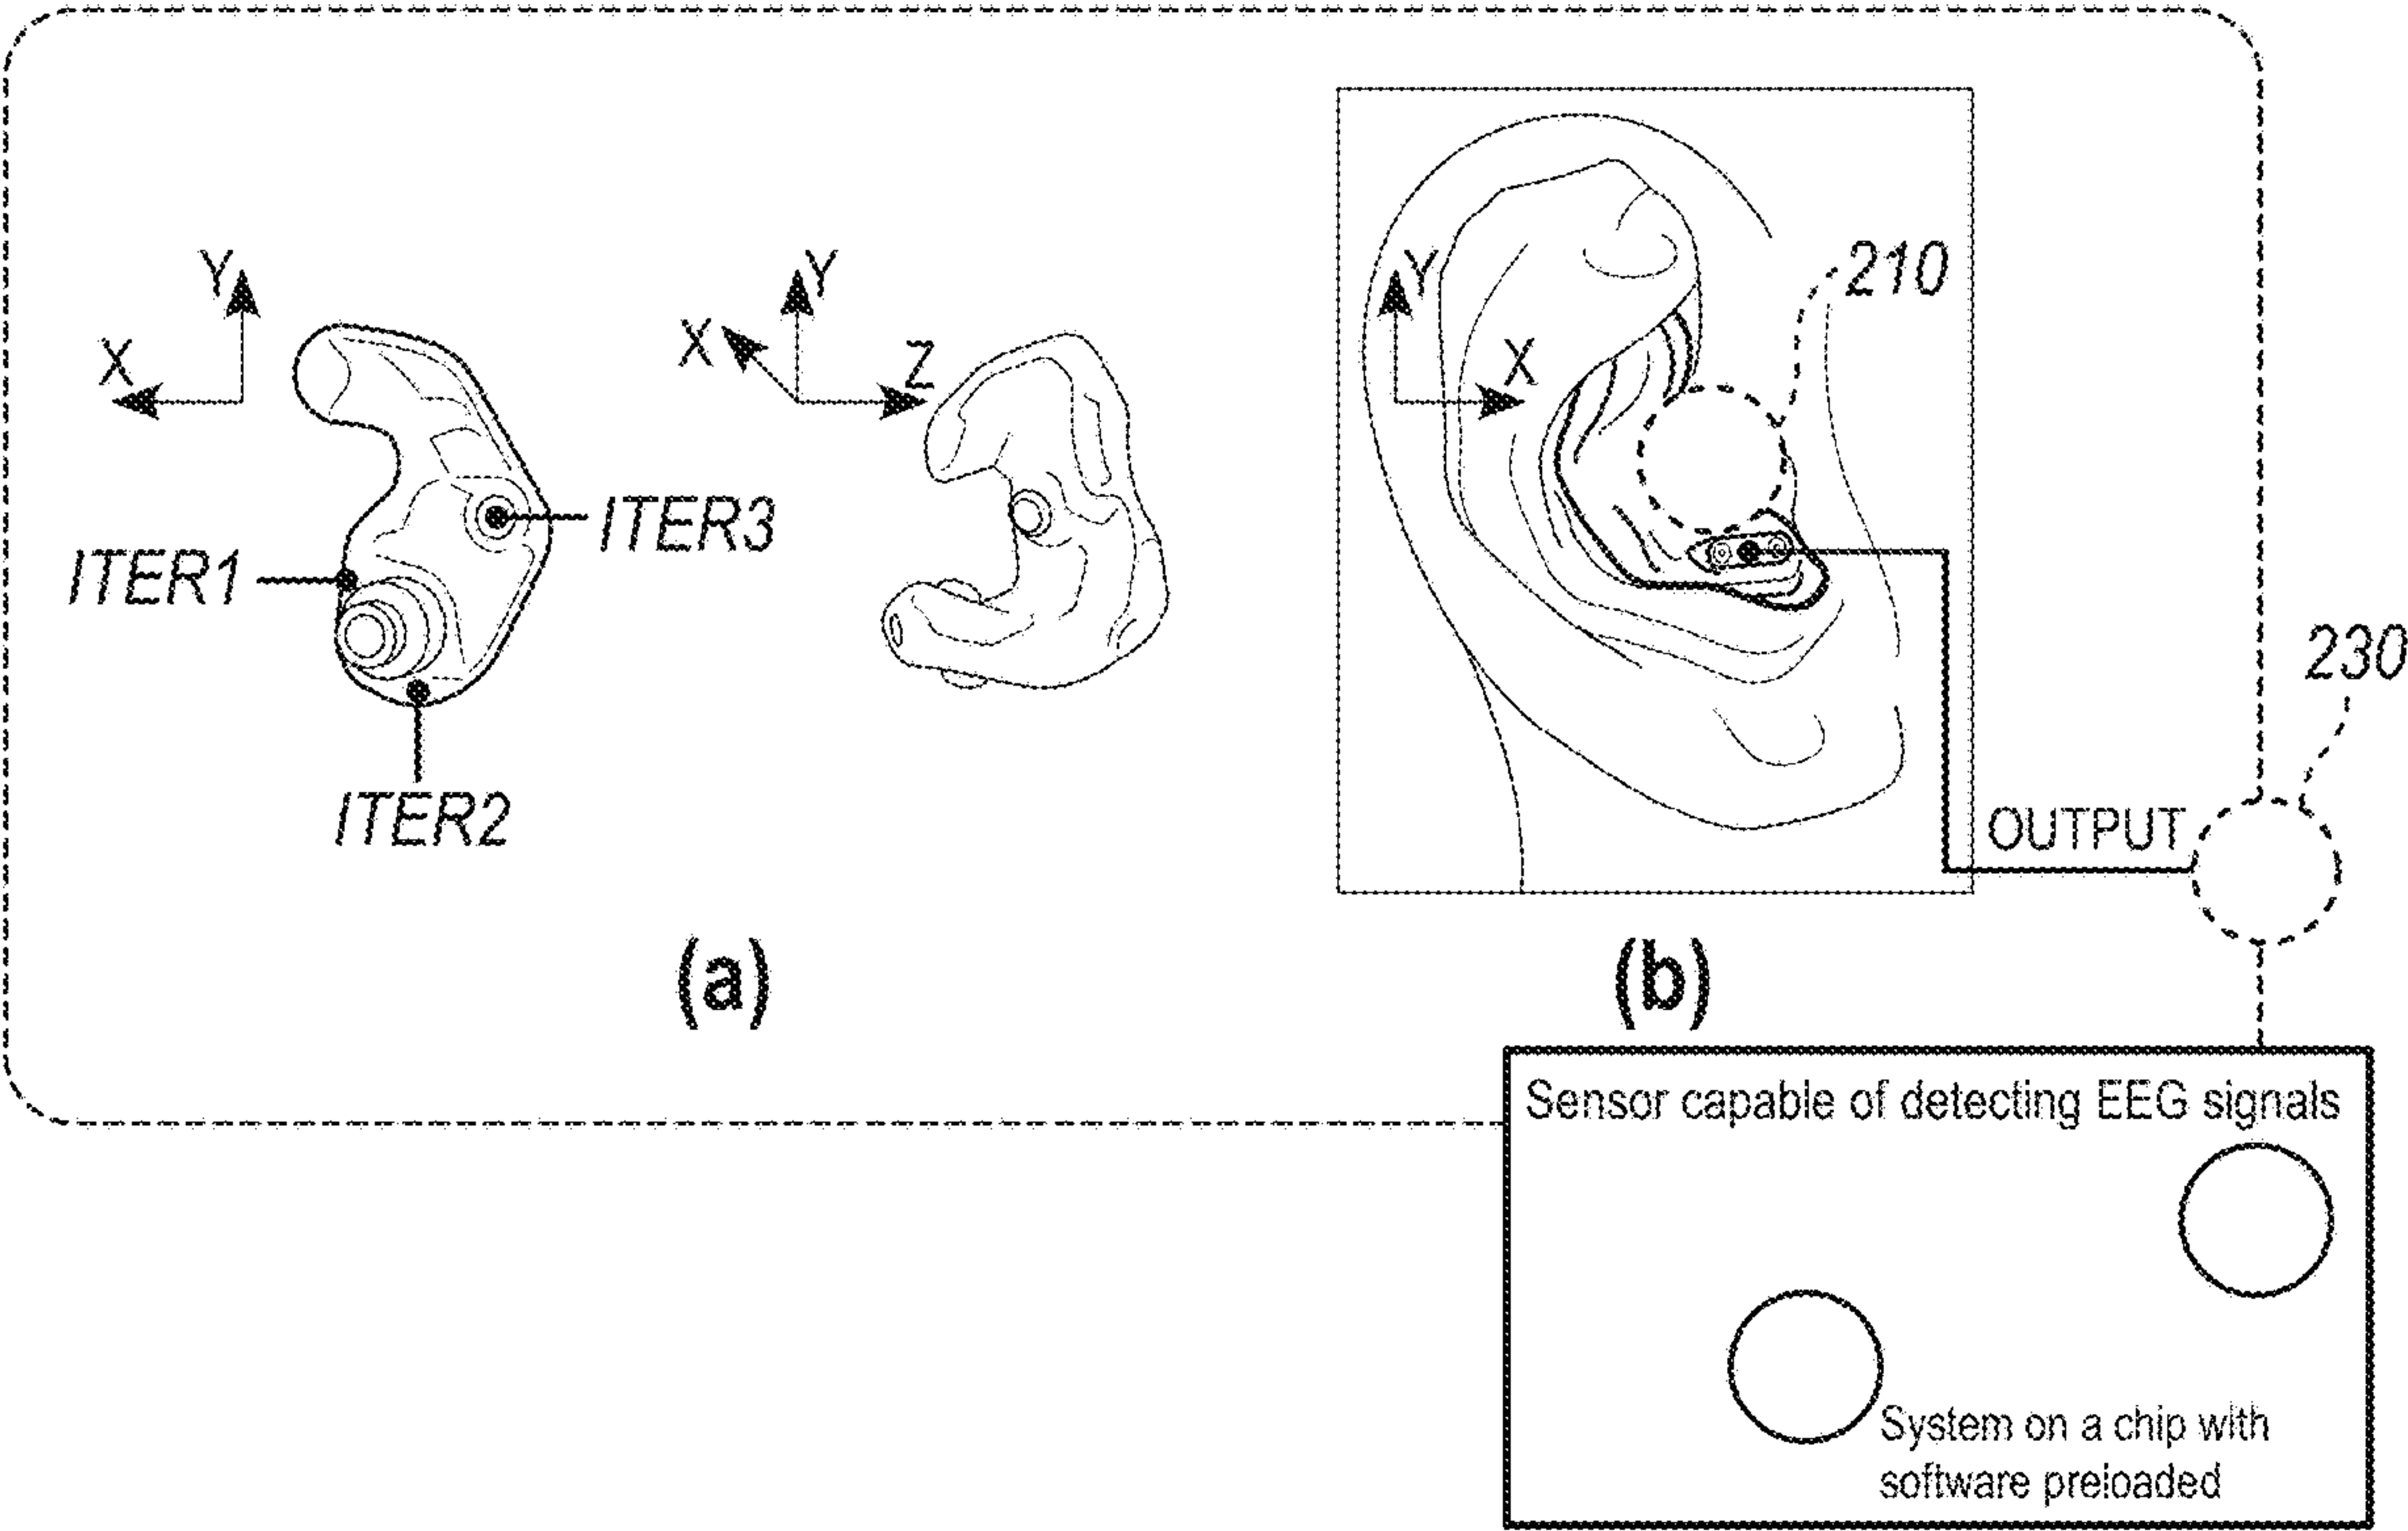 Y
X
Y
X
Z
ITER1
ITER2
ITER3
(a)
Y
X
210
230
OUTPUT
(b)
Sensor capable of detecting EEG signals
System on a chip with
software preloaded